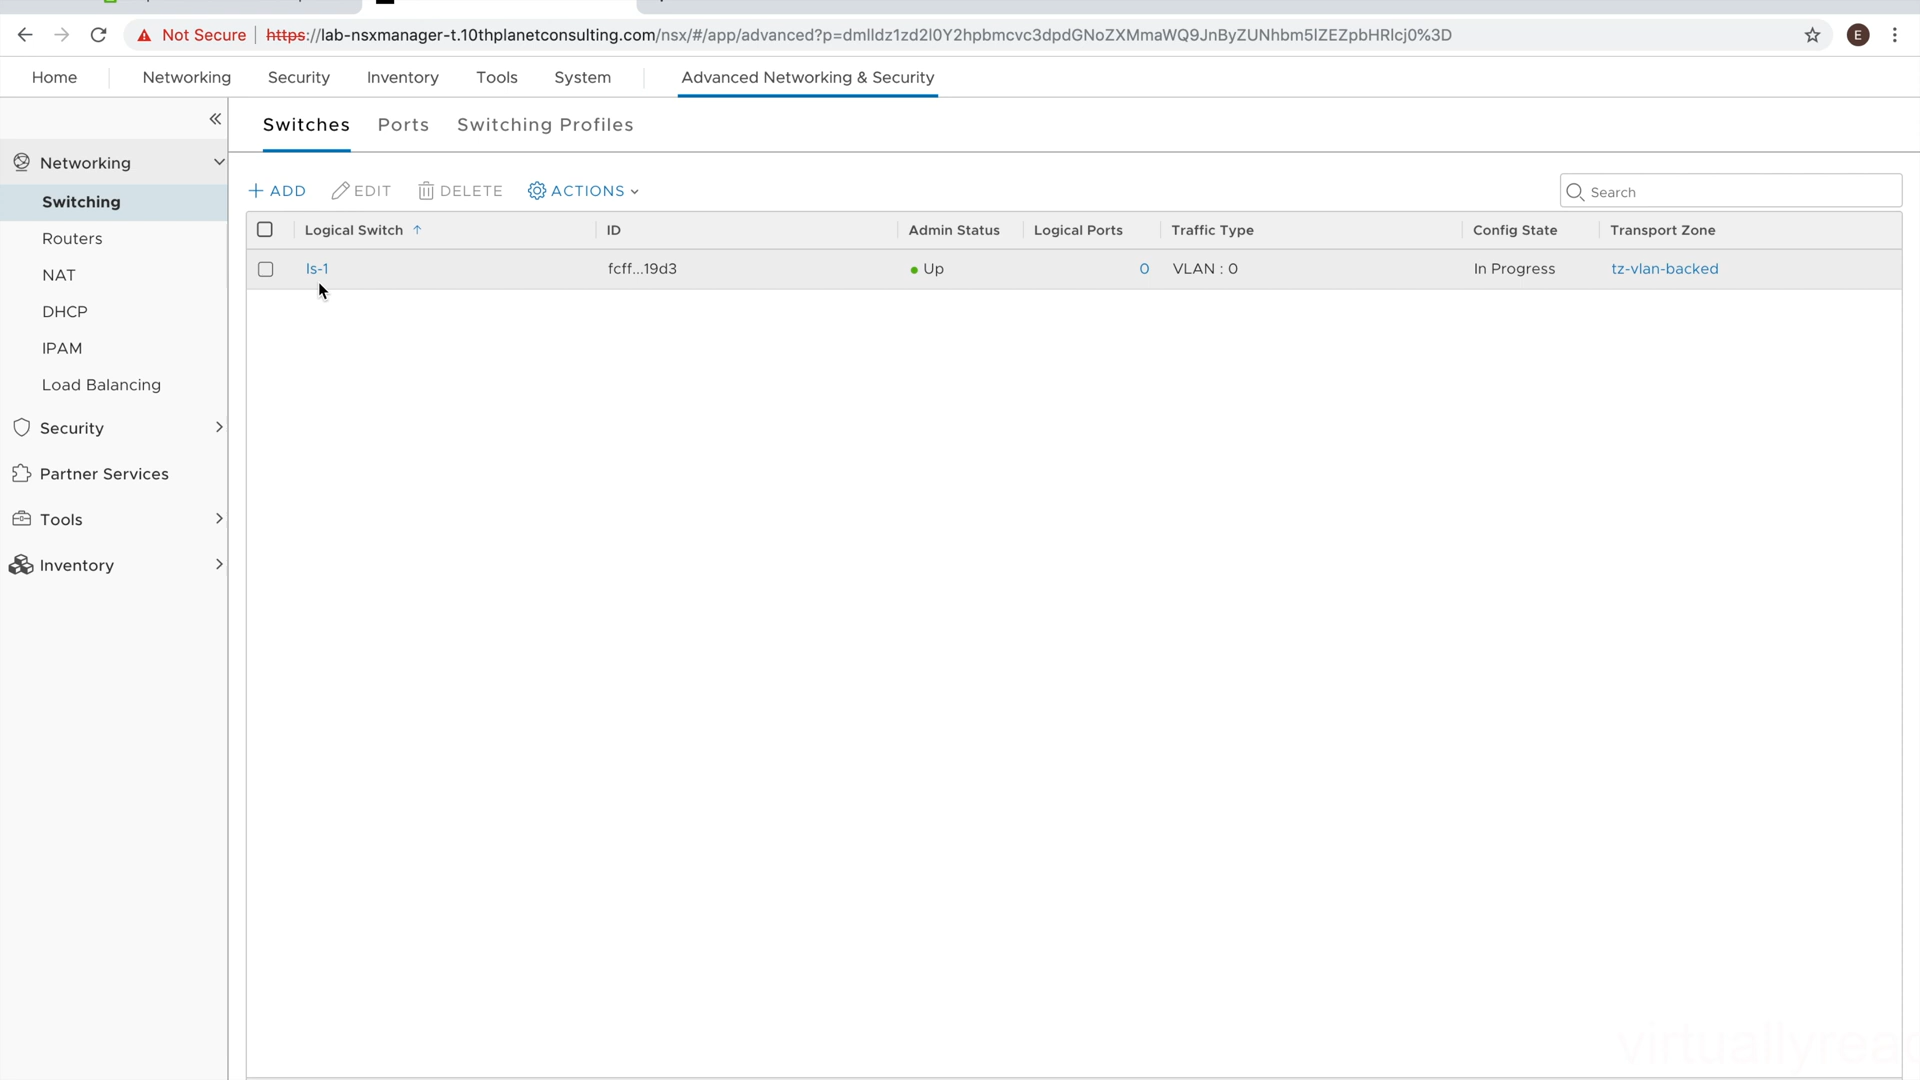 Not Secure https://lab-nsxmanager-t.10thplanetconsulting.com/nsx/#/app/advanced?p=dmlldz1zd2l0Y2hpbmcvc3dpdGNoZXMmaWQ9JnByZUNhbm5lZEZpbHRlcj0%3D E
Home Networking Security Inventory Tools System Advanced Networking & Security
Switches Ports Switching Profiles
Networking
Switching
Routers
NAT
DHCP
IPAM
Load Balancing
Security
Partner Services
Tools
Inventory
+ ADD EDIT DELETE ACTIONS Search
Logical Switch ↑ ID Admin Status Logical Ports Traffic Type Config State Transport Zone
ls-1 fcff...19d3 Up 0 VLAN : 0 In Progress tz-vlan-backed